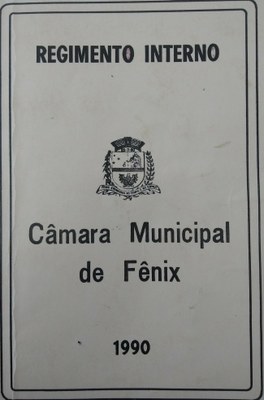 REGIMENTO INTERNO
Câmara Municipal
de Fênix
1990